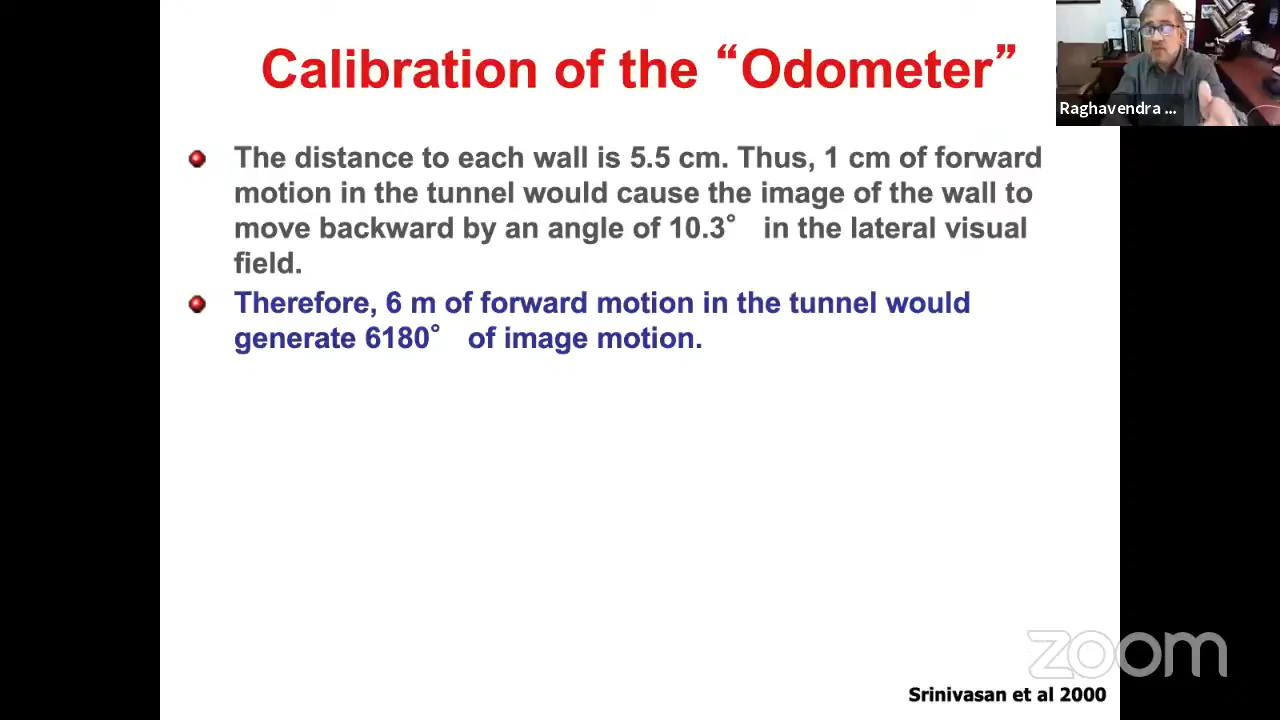 Calibration of the “Odometer”
Raghavendra ...
The distance to each wall is 5.5 cm. Thus, 1 cm of forward
motion in the tunnel would cause the image of the wall to
move backward by an angle of 10.3° in the lateral visual
field.
Therefore, 6 m of forward motion in the tunnel would
generate 6180° of image motion.
zoom
Srinivasan et al 2000